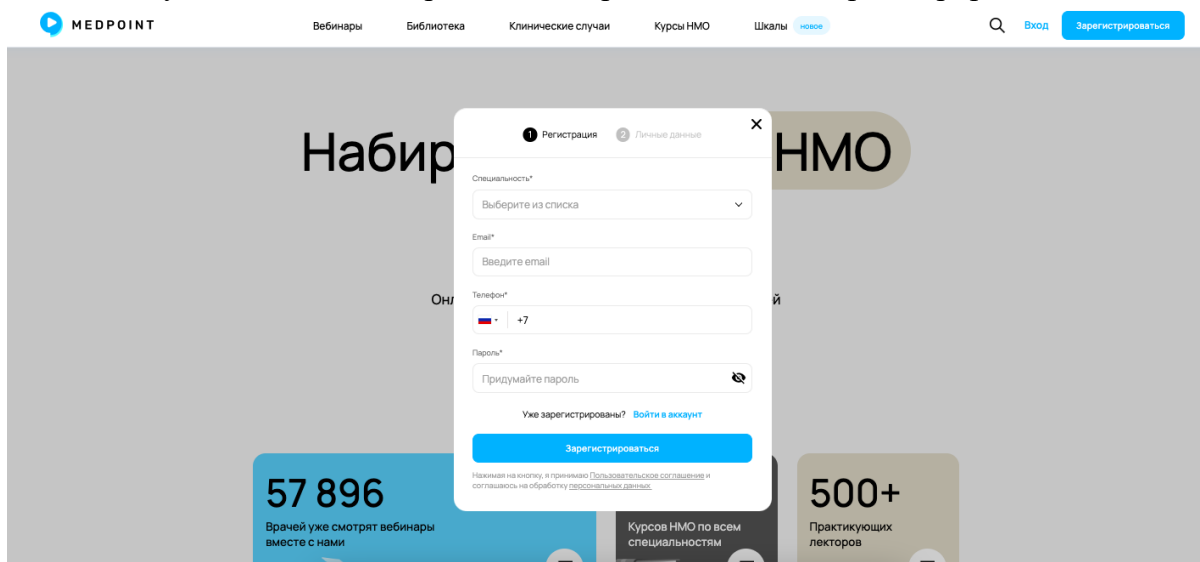 MEDPOINT
Вебинары Библиотека Клинические случаи Курсы НМО Шкалы новое Вход Зарегистрироваться
1 Регистрация 2 Личные данные
НМО
Специальность*
Выберите из списка
Email*
Введите email
Телефон*
+7
Пароль*
Придумайте пароль
Уже зарегистрированы? Войти в аккаунт
Зарегистрироваться
Нажимая на кнопку, я принимаю Пользовательское соглашение и
соглашаюсь на обработку персональных данных
57 896
Врачей уже смотрят вебинары
вместе с нами
Курсов НМО по всем
специальностям
500+
Практикующих
лекторов